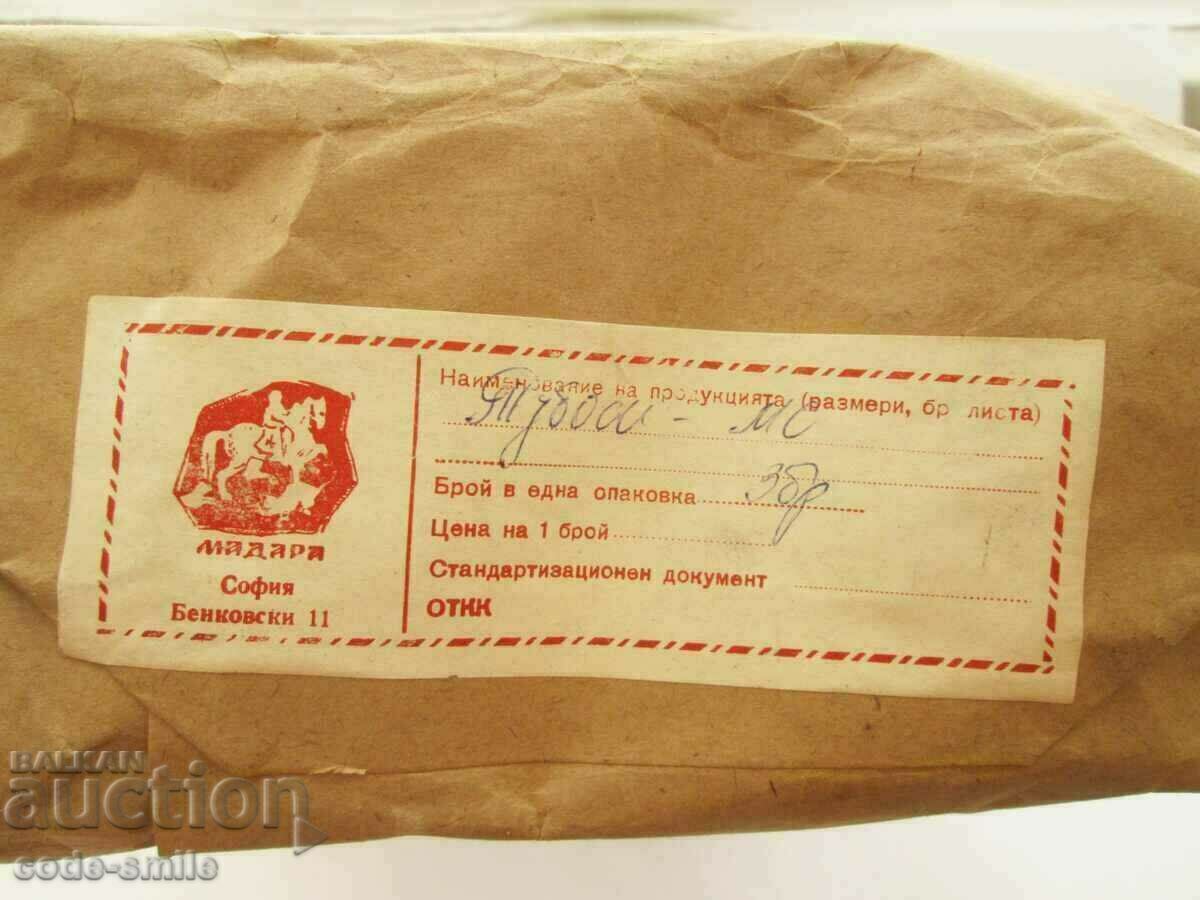 МАДАРА
София
Бенковски 11
Наименование на продукцията (размери, бр листа)
Брой в една опаковка 3бр
Цена на 1 брой
Стандартизационен документ
ОТКК
BALKAN
auction
code-smile